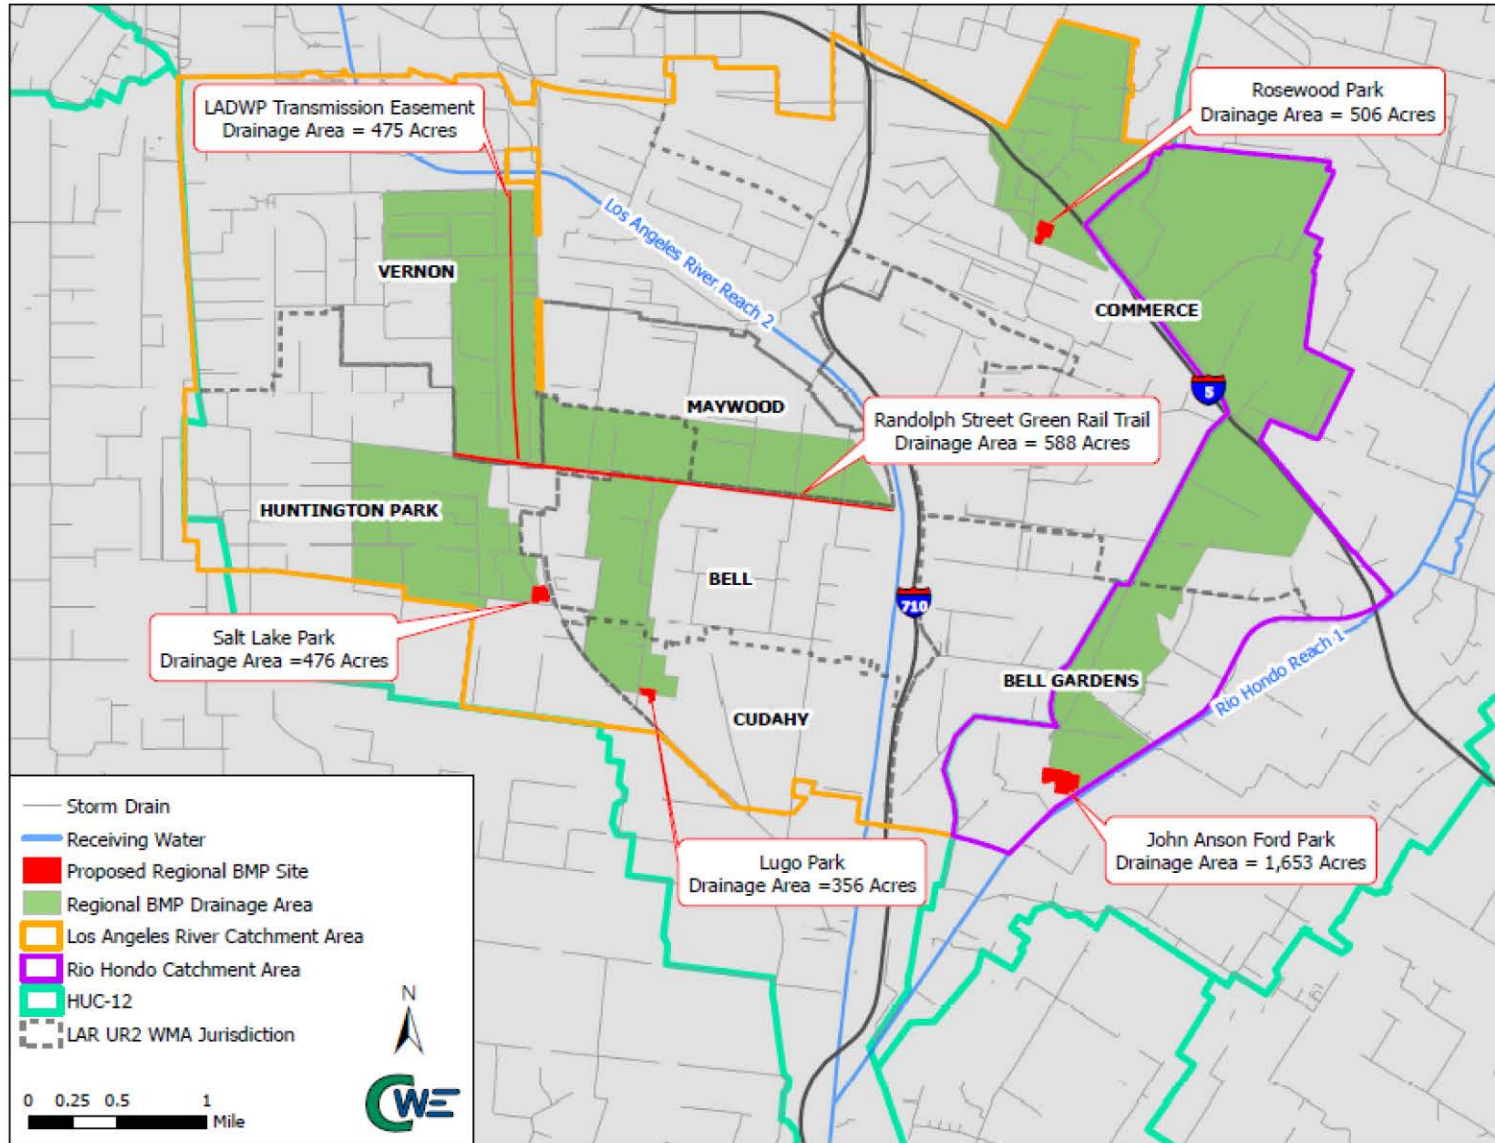 LADWP Transmission Easement
Drainage Area = 475 Acres
Rosewood Park
Drainage Area = 506 Acres
Los Angeles River Reach 2
VERNON
COMMERCE
5
MAYWOOD
Randolph Street Green Rail Trail
Drainage Area = 588 Acres
HUNTINGTON PARK
BELL
710
Salt Lake Park
Drainage Area =476 Acres
BELL GARDENS
Rio Hondo Reach 1
CUDAHY
Lugo Park
Drainage Area =356 Acres
John Anson Ford Park
Drainage Area = 1,653 Acres
Storm Drain
Receiving Water
Proposed Regional BMP Site
Regional BMP Drainage Area
Los Angeles River Catchment Area
Rio Hondo Catchment Area
HUC-12
LAR UR2 WMA Jurisdiction
N
0 0.25 0.5 1
Mile
CWE